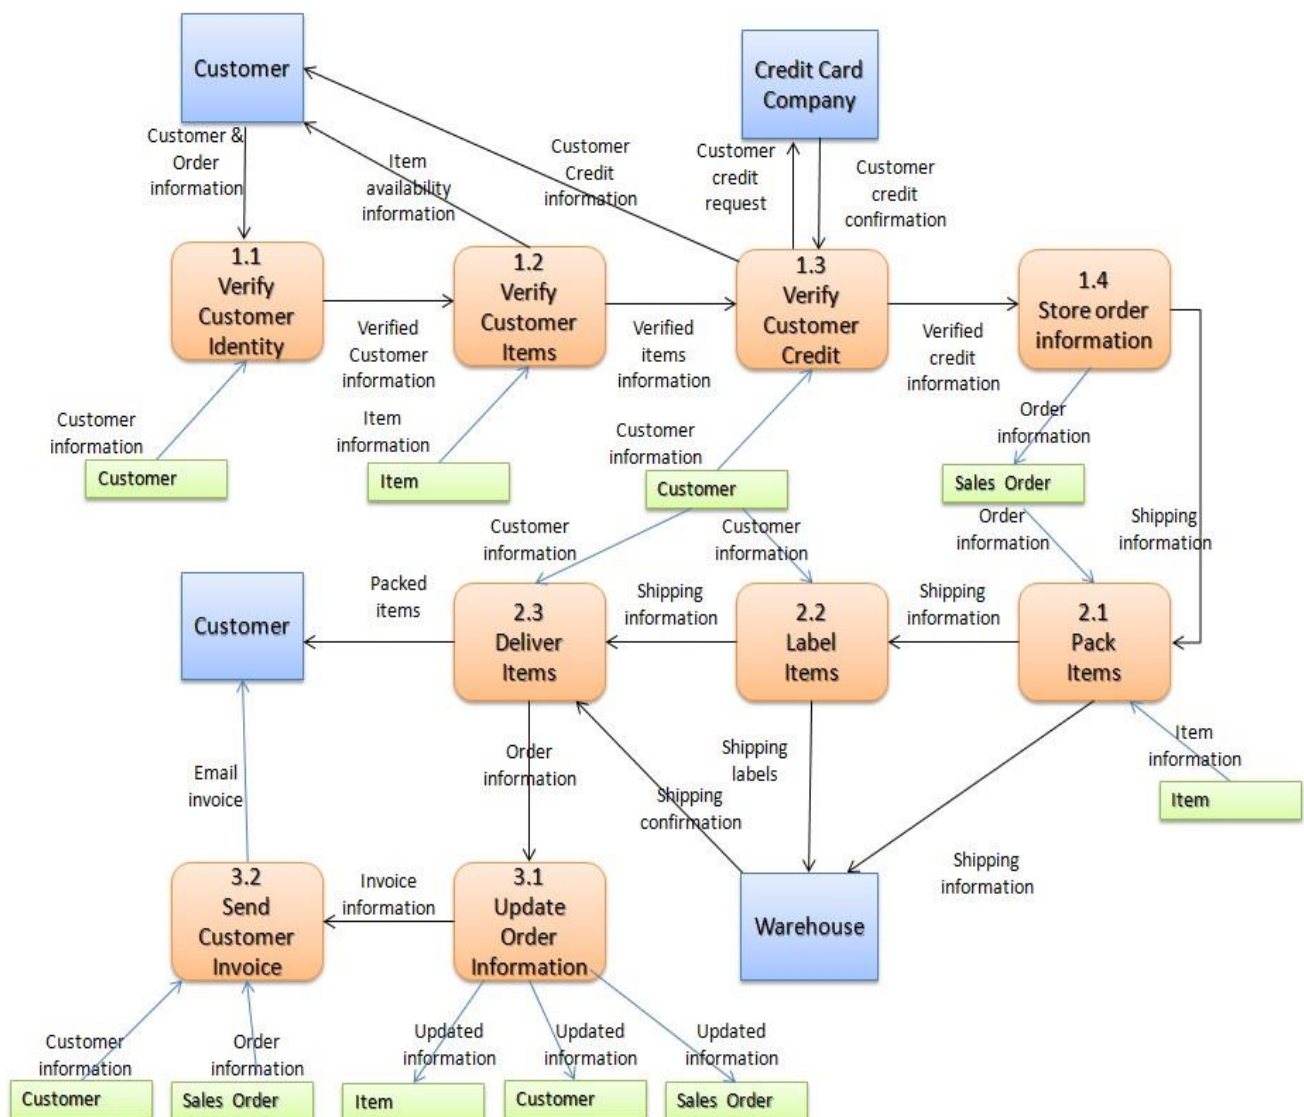 Customer
Credit Card
Company
Customer &
Order
information
Item
availability
information
Customer
Credit
information
Customer
credit
request
Customer
credit
confirmation
1.1
Verify
Customer
Identity
1.2
Verify
Customer
Items
1.3
Verify
Customer
Credit
1.4
Store order
information
Verified
Customer
information
Verified
items
information
Verified
credit
information
Customer
information
Item
information
Customer
information
Order
information
Customer
Item
Customer
Sales Order
Customer
information
Customer
information
Order
information
Shipping
information
Packed
items
Shipping
information
Shipping
information
Customer
2.3
Deliver
Items
2.2
Label
Items
2.1
Pack
Items
Order
information
Shipping
labels
Item
information
Email
invoice
Shipping
confirmation
Item
3.2
Send
Customer
Invoice
Invoice
information
3.1
Update
Order
Information
Warehouse
Shipping
information
Customer
information
Order
information
Updated
information
Updated
information
Updated
information
Customer
Sales Order
Item
Customer
Sales Order